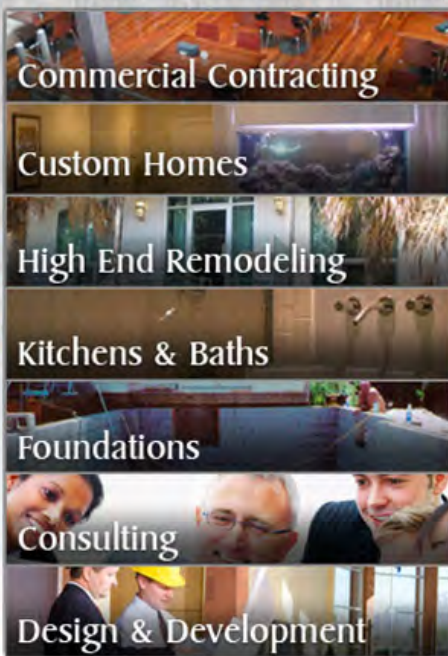 Commercial Contracting
Custom Homes
High End Remodeling
Kitchens & Baths
Foundations
Consulting
Design & Development